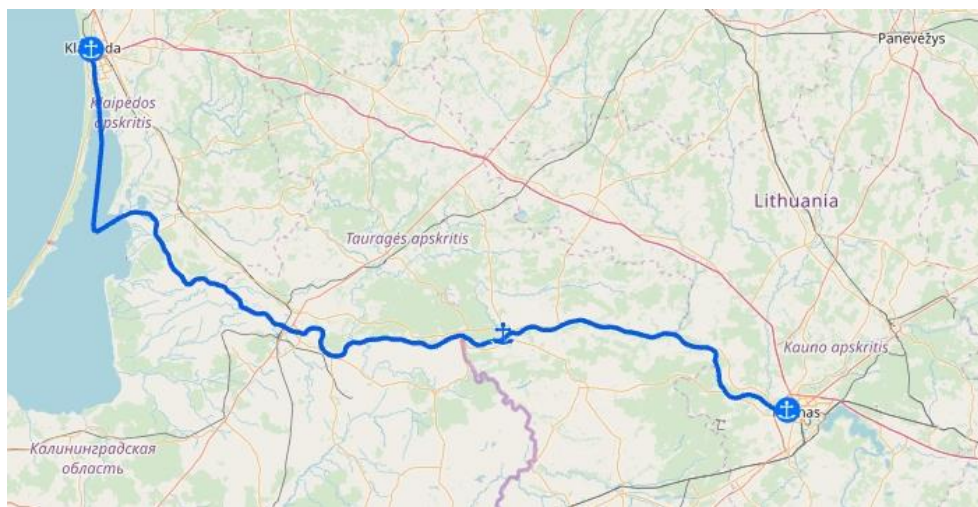 Panevėžys
Klaipėdos
apskritis
Lithuania
Tauragės apskritis
Kauno apskritis
Калининградская
область